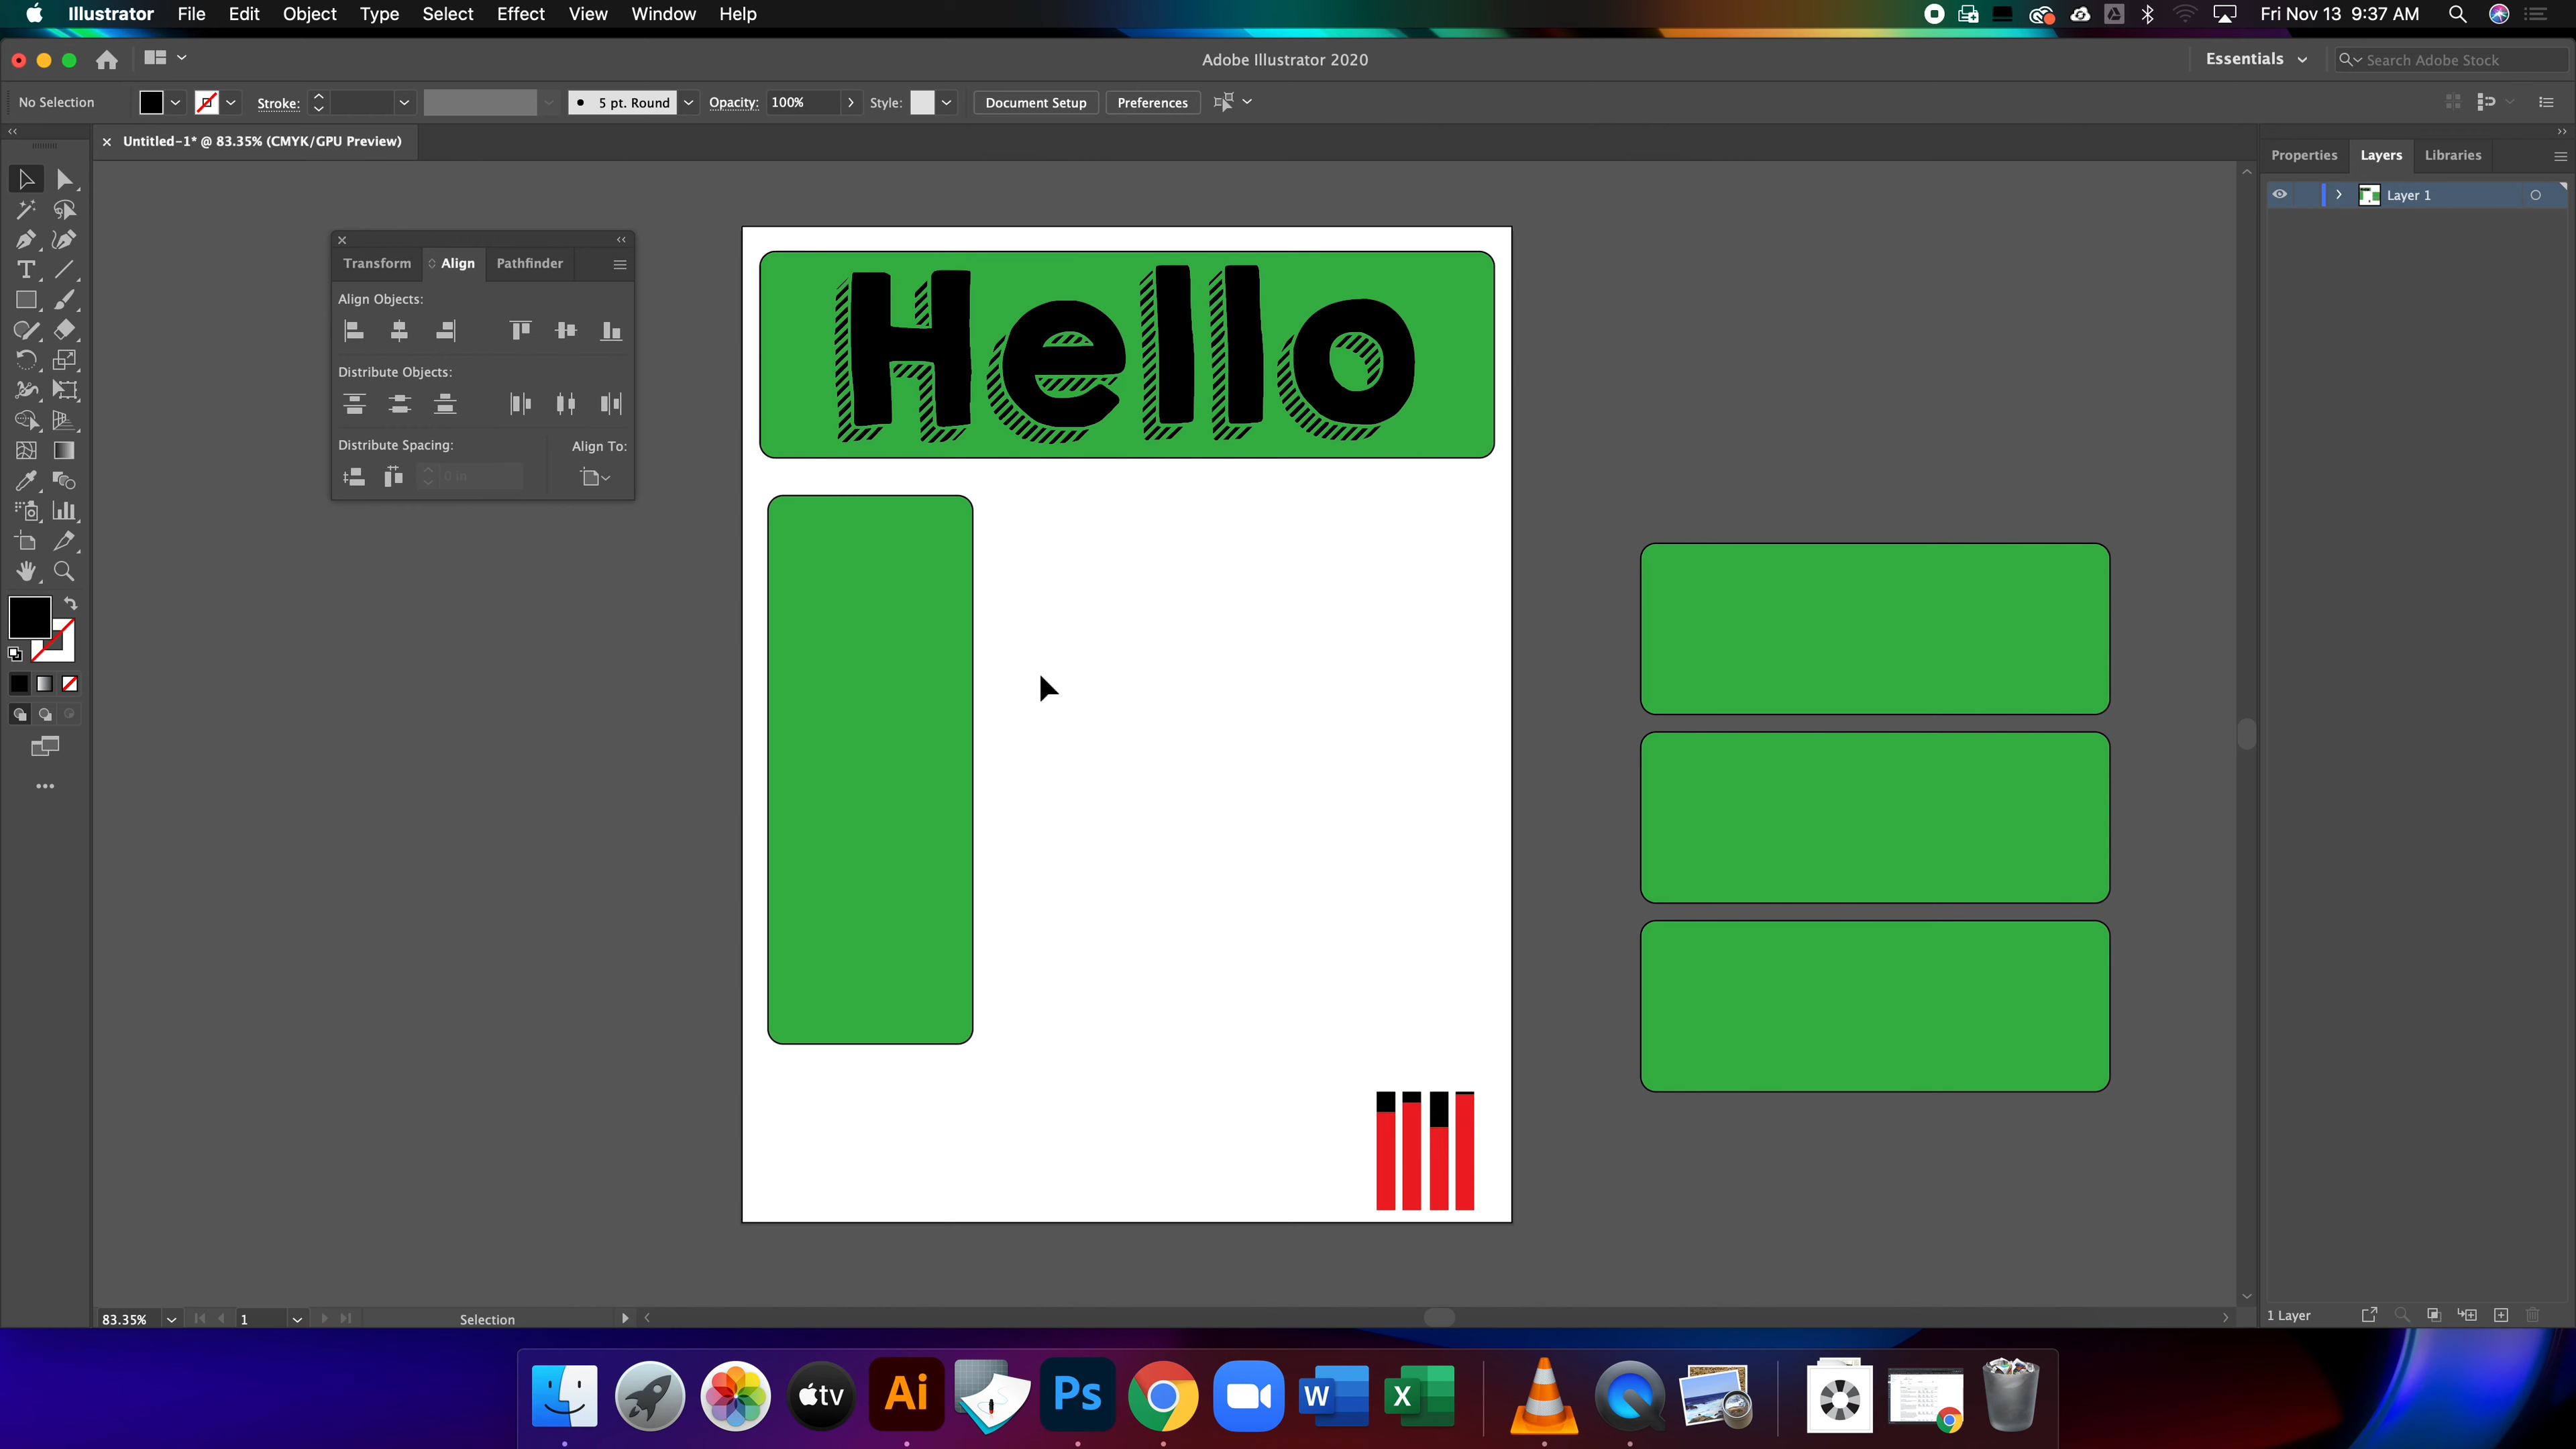 Illustrator File Edit Object Type Select Effect View Window Help
Fri Nov 13 9:37 AM
Adobe Illustrator 2020
Essentials
Search Adobe Stock
No Selection
Stroke:
5 pt. Round
Opacity: 100%
Style:
Document Setup
Preferences
Untitled-1* @ 83.35% (CMYK/GPU Preview)
Properties Layers Libraries
Layer 1
Transform Align Pathfinder
Align Objects:
Distribute Objects:
Distribute Spacing:
Align To:
0 in
Hello
83.35%
1
Selection
1 Layer
tv
Ai
Ps
W
X